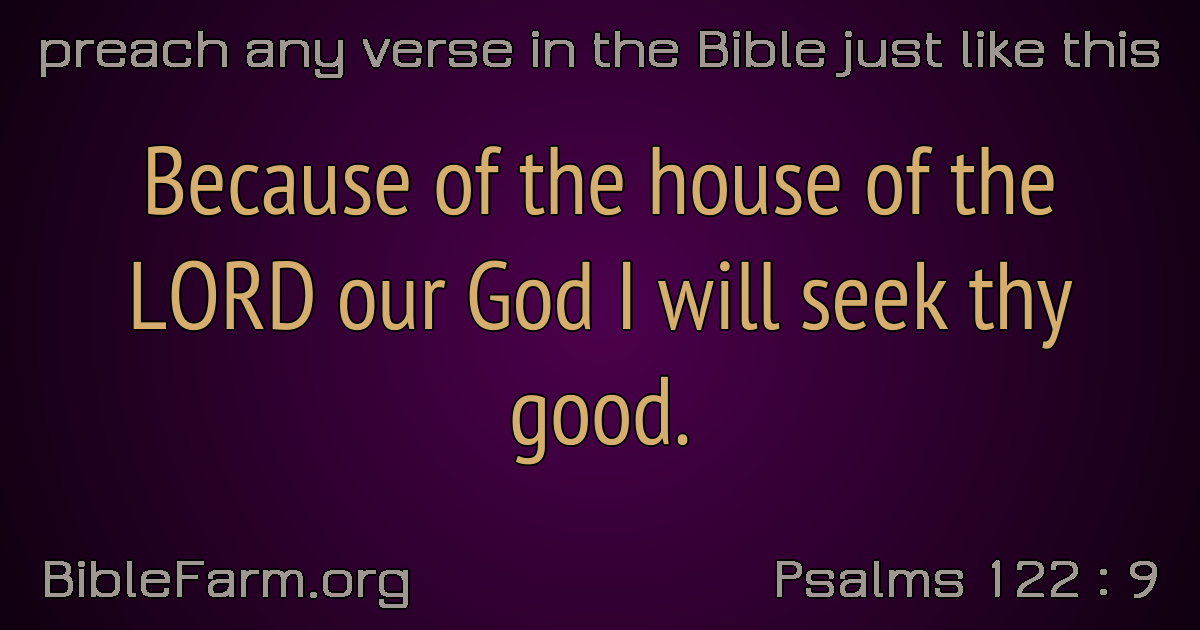 preach any verse in the Bible just like this
Because of the house of the
LORD our God I will seek thy
good.
BibleFarm.org
Psalms 122 : 9